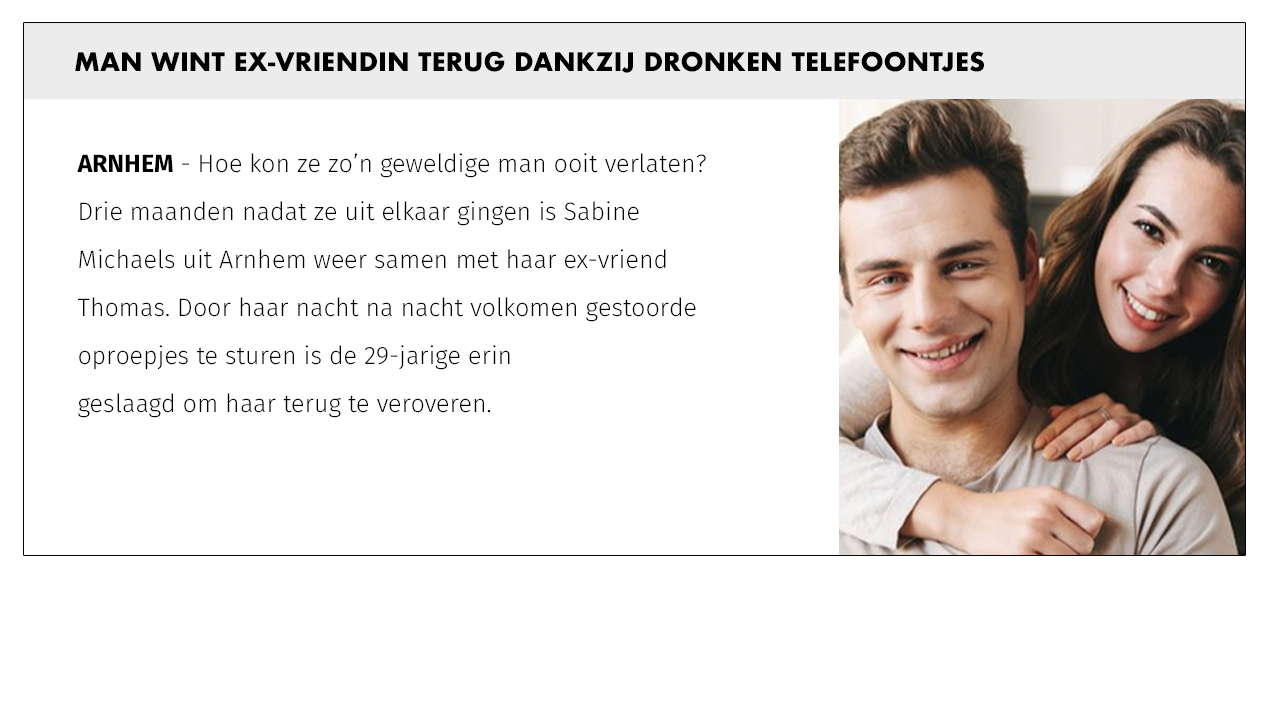 MAN WINT EX-VRIENDIN TERUG DANKZIJ DRONKEN TELEFOONTJES
ARNHEM - Hoe kon ze zo’n geweldige man ooit verlaten?
Drie maanden nadat ze uit elkaar gingen is Sabine
Michaels uit Arnhem weer samen met haar ex-vriend
Thomas. Door haar nacht na nacht volkomen gestoorde
oproepjes te sturen is de 29-jarige erin
geslaagd om haar terug te veroveren.